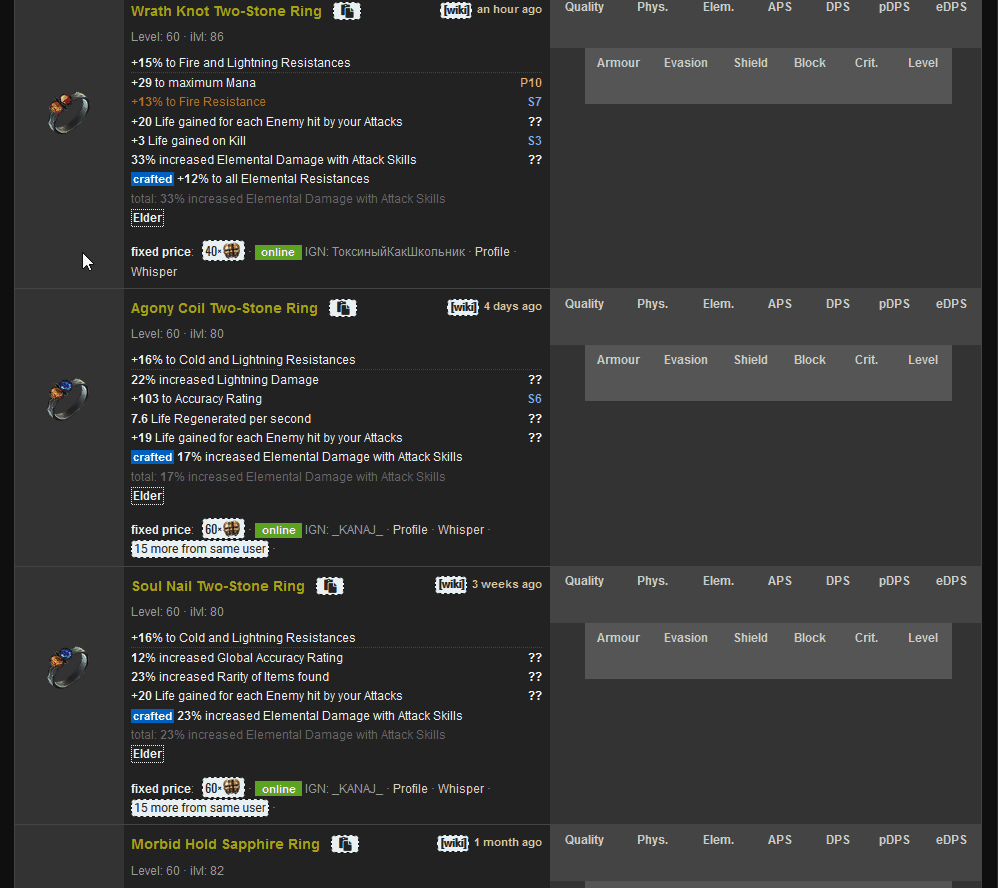 Wrath Knot Two-Stone Ring [wiki] an hour ago
Quality Phys. Elem. APS DPS pDPS eDPS
Level: 60 · ilvl: 86
Armour Evasion Shield Block Crit. Level
+15% to Fire and Lightning Resistances
+29 to maximum Mana P10
+13% to Fire Resistance S7
+20 Life gained for each Enemy hit by your Attacks ??
+3 Life gained on Kill S3
33% increased Elemental Damage with Attack Skills ??
crafted +12% to all Elemental Resistances
total: 33% increased Elemental Damage with Attack Skills
Elder
fixed price: 40× · online IGN: ТоксиныйКакШкольник · Profile ·
Whisper
Agony Coil Two-Stone Ring [wiki] 4 days ago
Quality Phys. Elem. APS DPS pDPS eDPS
Level: 60 · ilvl: 80
Armour Evasion Shield Block Crit. Level
+16% to Cold and Lightning Resistances
22% increased Lightning Damage ??
+103 to Accuracy Rating S6
7.6 Life Regenerated per second ??
+19 Life gained for each Enemy hit by your Attacks ??
crafted 17% increased Elemental Damage with Attack Skills
total: 17% increased Elemental Damage with Attack Skills
Elder
fixed price: 60× · online IGN: _KANAJ_ · Profile · Whisper ·
15 more from same user ·
Soul Nail Two-Stone Ring [wiki] 3 weeks ago
Quality Phys. Elem. APS DPS pDPS eDPS
Level: 60 · ilvl: 80
Armour Evasion Shield Block Crit. Level
+16% to Cold and Lightning Resistances
12% increased Global Accuracy Rating ??
23% increased Rarity of Items found ??
+20 Life gained for each Enemy hit by your Attacks ??
crafted 23% increased Elemental Damage with Attack Skills
total: 23% increased Elemental Damage with Attack Skills
Elder
fixed price: 60× · online IGN: _KANAJ_ · Profile · Whisper ·
15 more from same user ·
Morbid Hold Sapphire Ring [wiki] 1 month ago
Quality Phys. Elem. APS DPS pDPS eDPS
Level: 60 · ilvl: 82